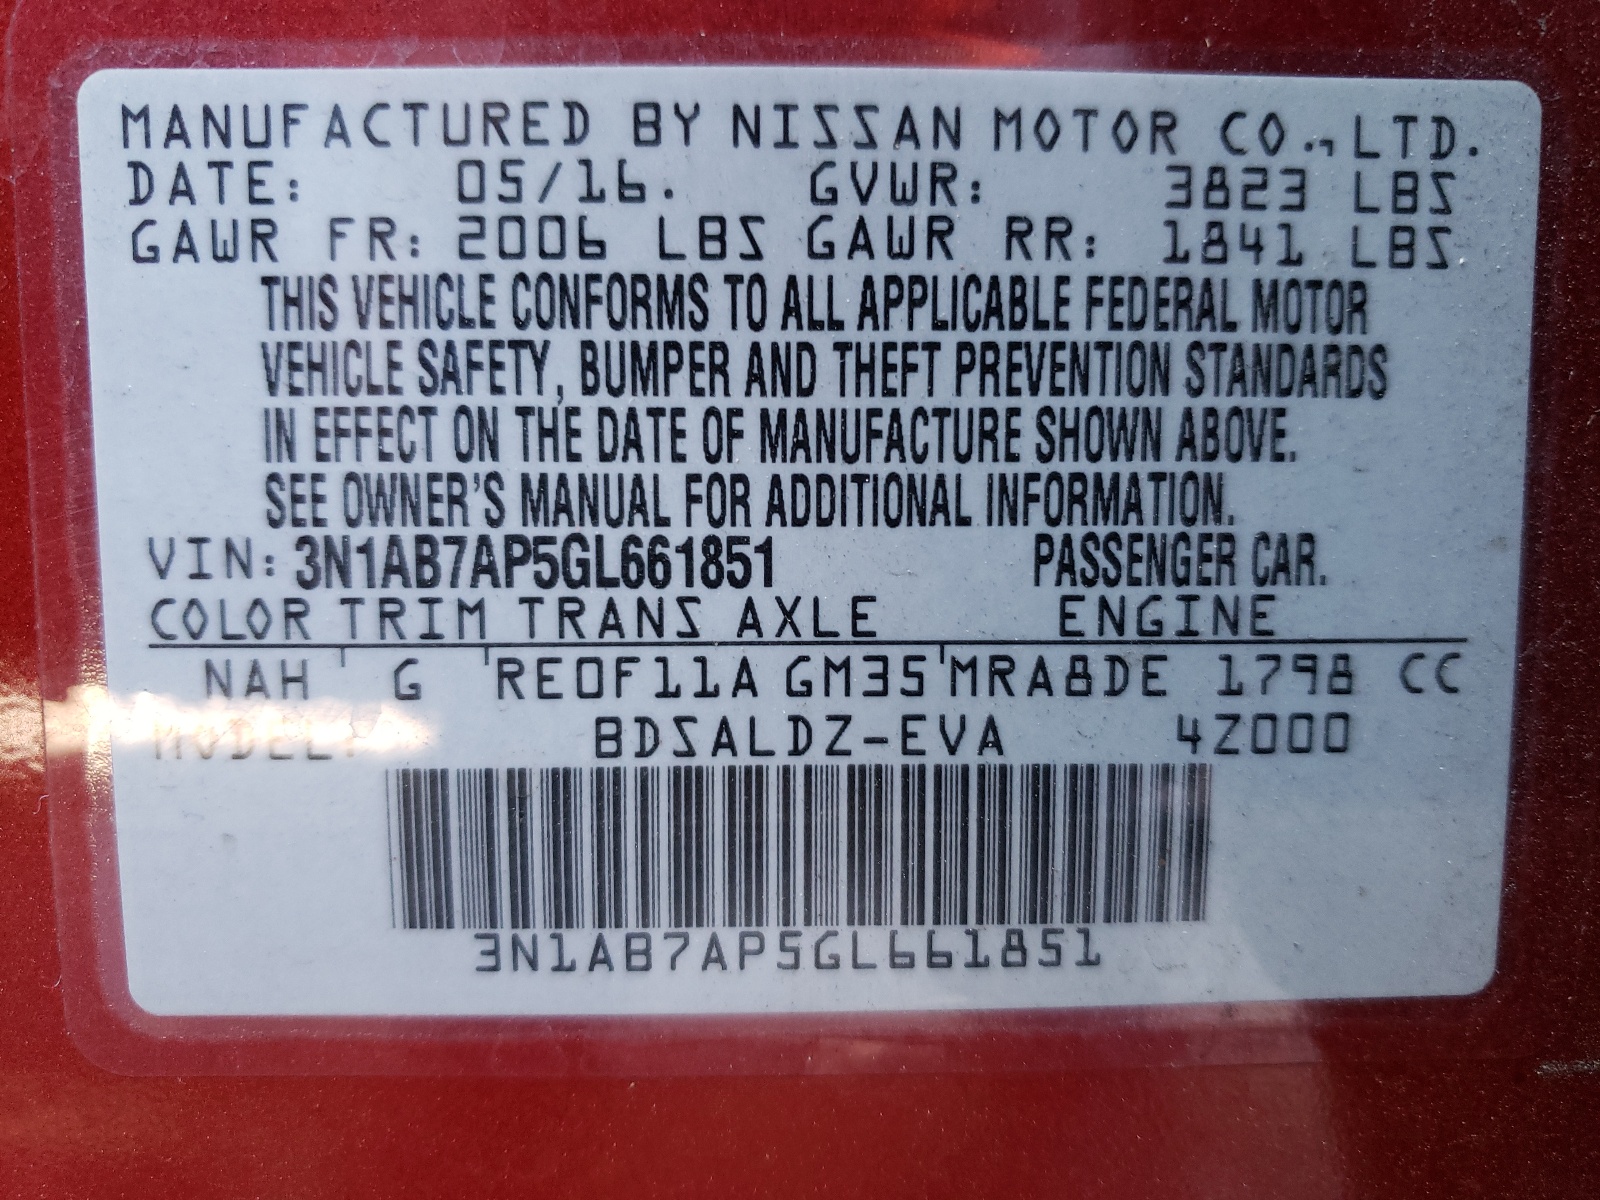 MANUFACTURED BY NISSAN MOTOR CO., LTD.
DATE: 05/16. GVWR: 3823 LBS
GAWR FR: 2006 LBS GAWR RR: 1841 LBS
THIS VEHICLE CONFORMS TO ALL APPLICABLE FEDERAL MOTOR
VEHICLE SAFETY, BUMPER AND THEFT PREVENTION STANDARDS
IN EFFECT ON THE DATE OF MANUFACTURE SHOWN ABOVE.
SEE OWNER'S MANUAL FOR ADDITIONAL INFORMATION.
VIN: 3N1AB7AP5GL661851 PASSENGER CAR.
COLOR TRIM TRANS AXLE ENGINE
NAH G RE0F11A GM35 MRA8DE 1798 CC
MODEL: BDSALDZ-EVA 4Z000
3N1AB7AP5GL661851